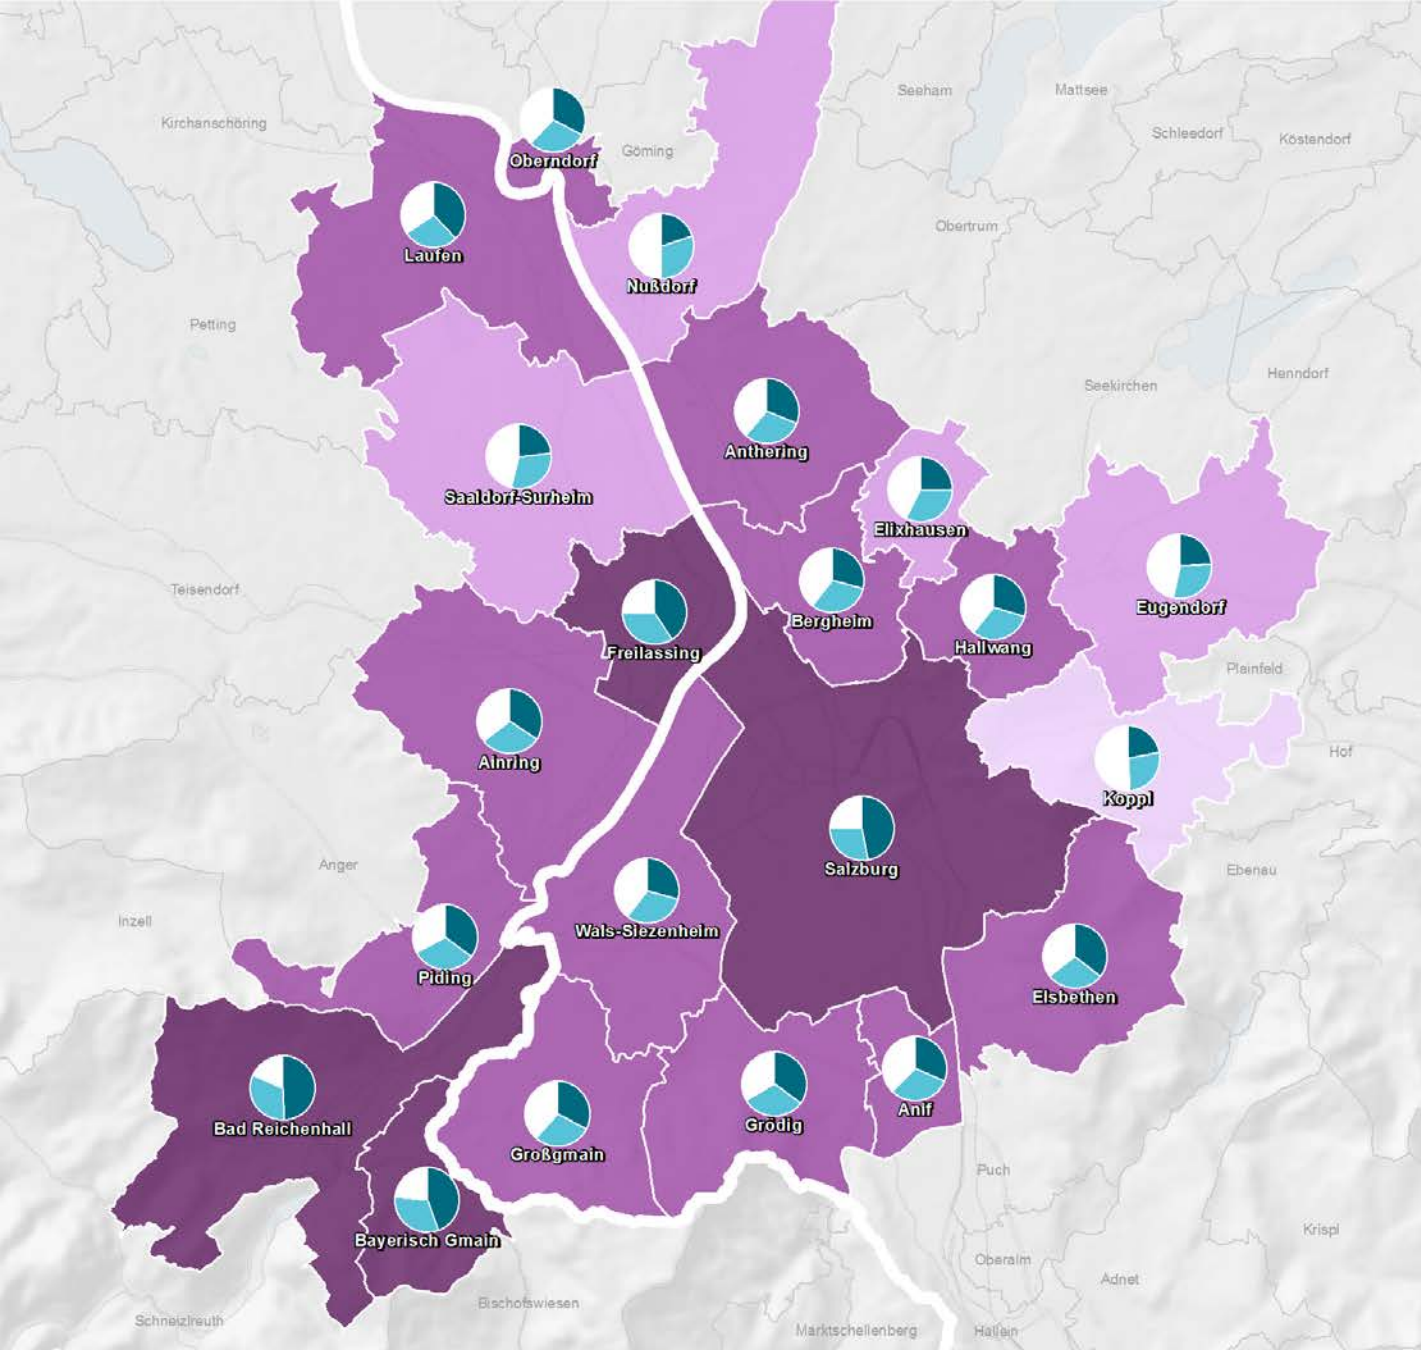 Seeham
Mattsee
Kirchanschöring
Schleedorf
Köstendorf
Göming
Oberndorf
Laufen
Obertrum
Nußdorf
Petting
Henndorf
Seekirchen
Anthering
Saaldorf-Surheim
Elixhausen
Teisendorf
Eugendorf
Bergheim
Hallwang
Freilassing
Plainfeld
Hof
Ainring
Koppl
Anger
Salzburg
Ebenau
Inzell
Wals-Siezenheim
Piding
Elsbethen
Anif
Grödig
Bad Reichenhall
Großgmain
Puch
Krispl
Bayerisch Gmain
Oberalm
Adnet
Bischofswiesen
Schneizlreuth
Marktschellenberg
Hallein